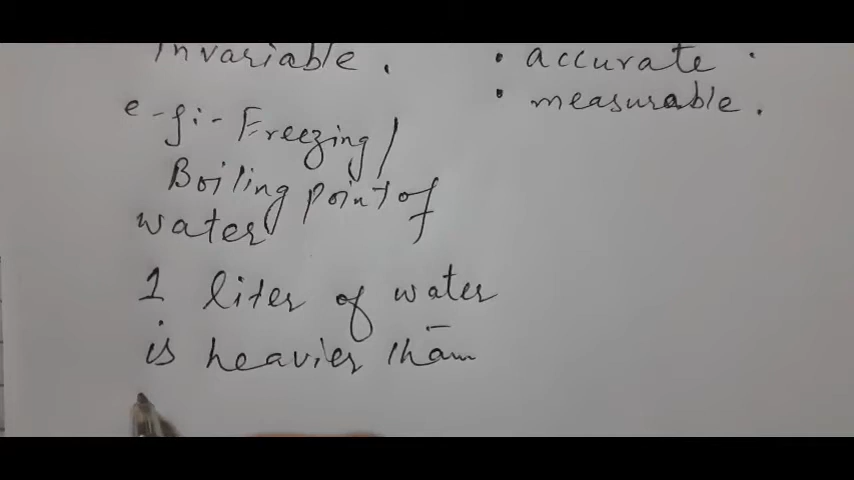 invariable.
• accurate.
• measurable.
e-g:- Freezing/
Boiling point of
water
1 liter of water
is heavier than